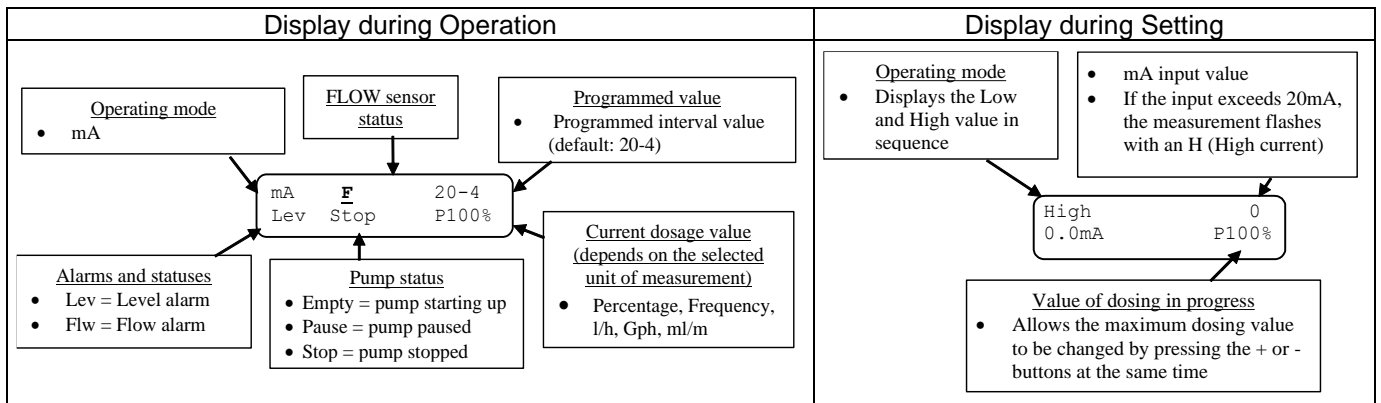 Display during Operation
Operating mode
• mA
FLOW sensor
status
Programmed value
• Programmed interval value
(default: 20-4)
mA F 20-4
Lev Stop P100%
Alarms and statuses
• Lev = Level alarm
• Flw = Flow alarm
Pump status
• Empty = pump starting up
• Pause = pump paused
• Stop = pump stopped
Current dosage value
(depends on the selected
unit of measurement)
• Percentage, Frequency,
l/h, Gph, ml/m
Display during Setting
Operating mode
• Displays the Low
and High value in
sequence
• mA input value
• If the input exceeds 20mA,
the measurement flashes
with an H (High current)
High 0
0.0mA P100%
Value of dosing in progress
• Allows the maximum dosing value
to be changed by pressing the + or -
buttons at the same time